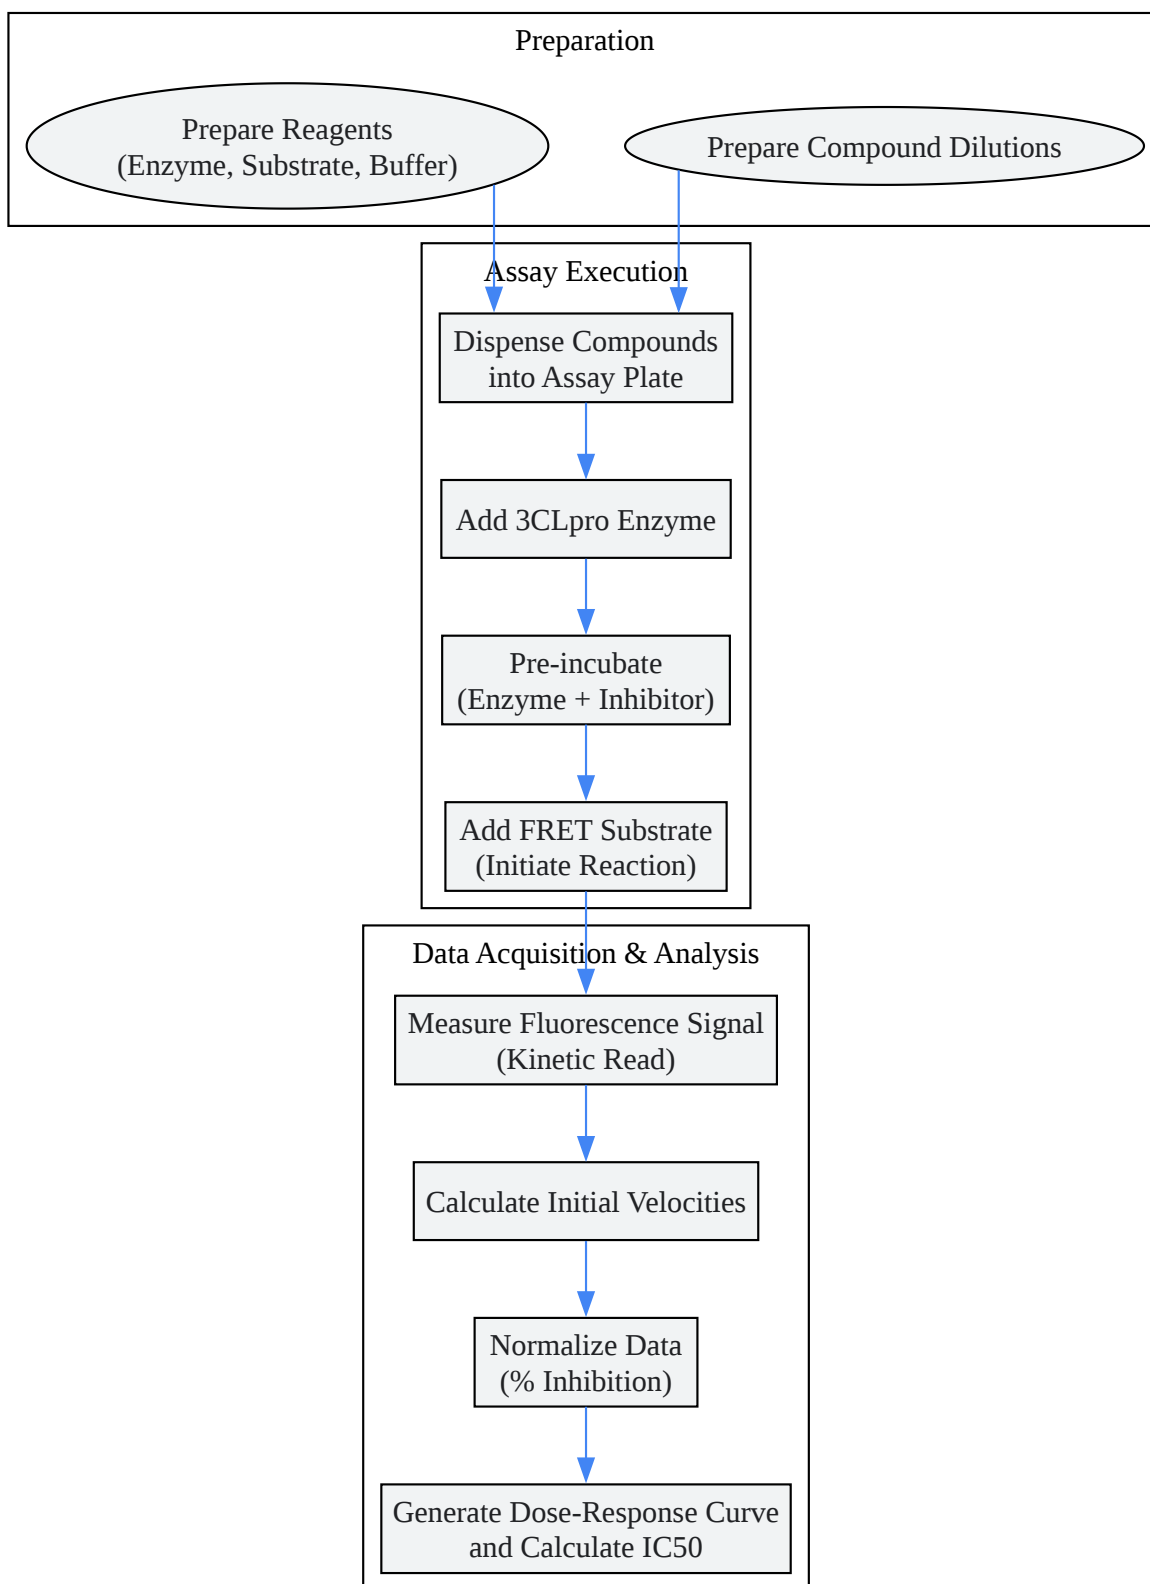 Preparation
Prepare Reagents
(Enzyme, Substrate, Buffer)
Prepare Compound Dilutions
Assay Execution
Dispense Compounds
into Assay Plate
Add 3CLpro Enzyme
Pre-incubate
(Enzyme + Inhibitor)
Add FRET Substrate
(Initiate Reaction)
Data Acquisition & Analysis
Measure Fluorescence Signal
(Kinetic Read)
Calculate Initial Velocities
Normalize Data
(% Inhibition)
Generate Dose-Response Curve
and Calculate IC50